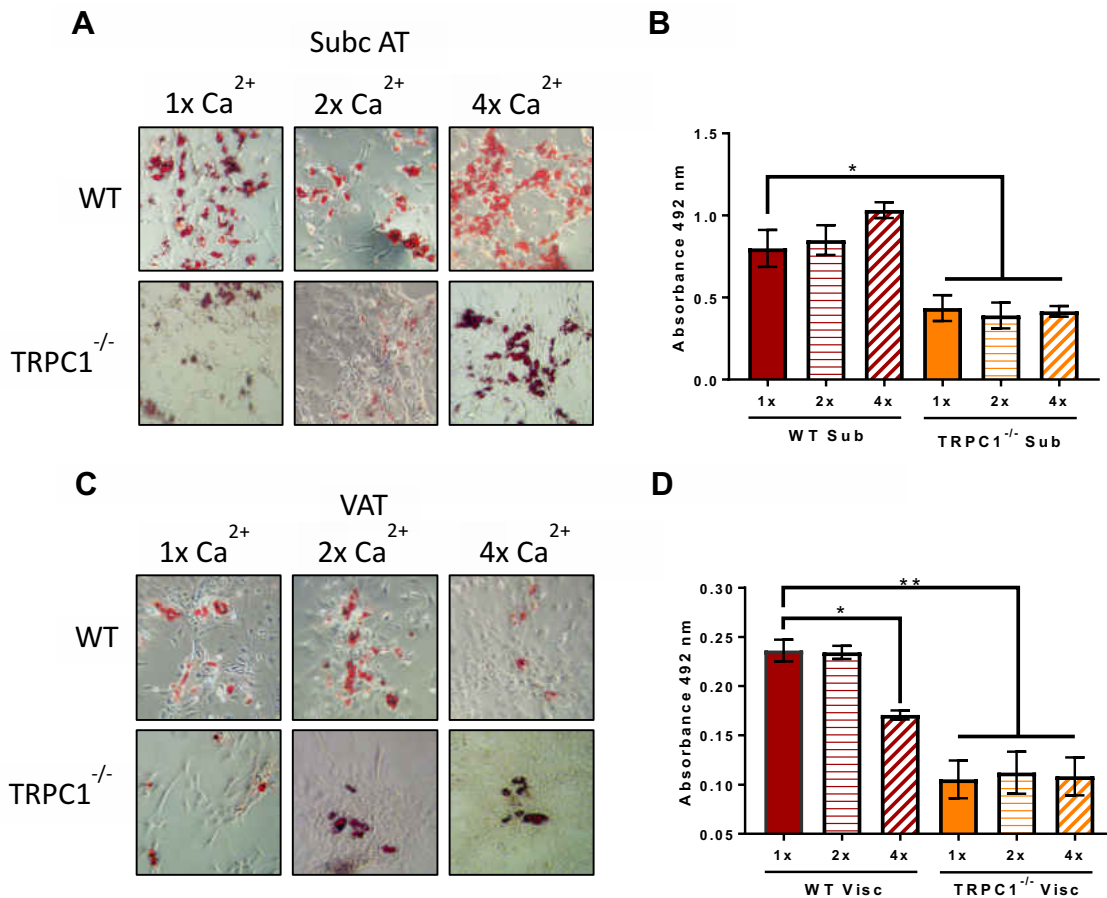 A
Subc AT
1x Ca2+
2x Ca2+
4x Ca2+
WT
TRPC1-/-
B
Absorbance 492 nm
1.5
1.0
0.5
0.0
*
1x
2x
4x
1x
2x
4x
WT Sub
TRPC1-/- Sub
C
VAT
1x Ca2+
2x Ca2+
4x Ca2+
WT
TRPC1-/-
D
Absorbance 492 nm
0.30
0.25
0.20
0.15
0.10
0.05
**
*
1x
2x
4x
1x
2x
4x
WT Visc
TRPC1-/- Visc